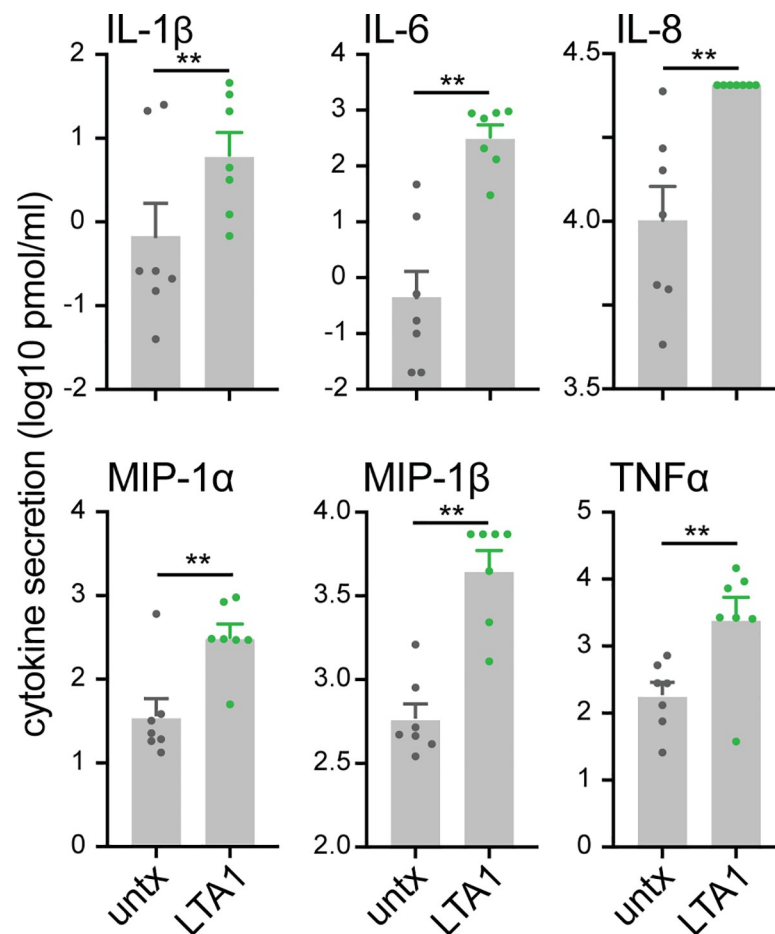 cytokine secretion (log10 pmol/ml)
IL-1β
**
2
1
0
-1
-2
IL-6
**
4
3
2
1
0
-1
-2
IL-8
**
4.5
4.0
3.5
MIP-1α
**
4
3
2
1
0
untx
LTA1
MIP-1β
**
4.0
3.5
3.0
2.5
2.0
untx
LTA1
TNFα
**
5
4
3
2
1
0
untx
LTA1